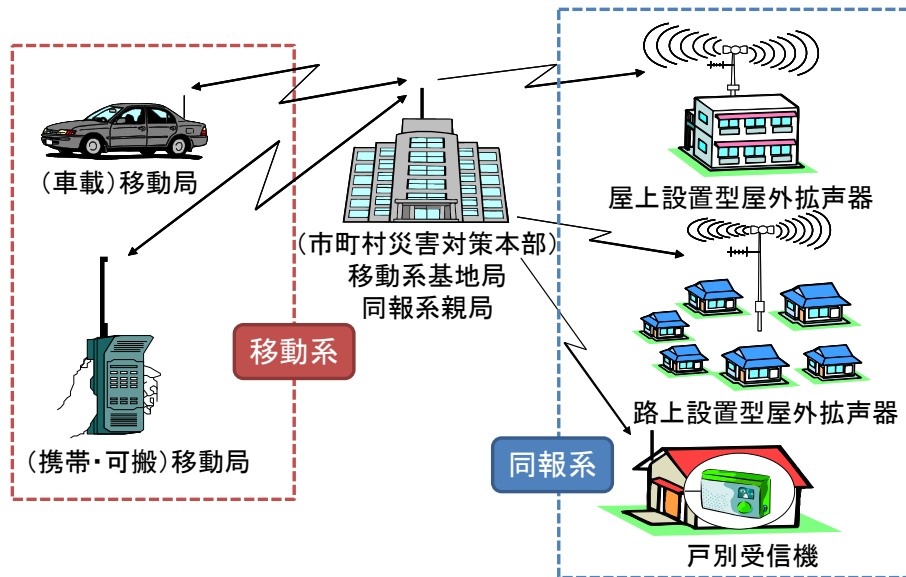 (車載)移動局
(携帯・可搬)移動局
移動系
(市町村災害対策本部)
移動系基地局
同報系親局
屋上設置型屋外拡声器
路上設置型屋外拡声器
同報系
戸別受信機